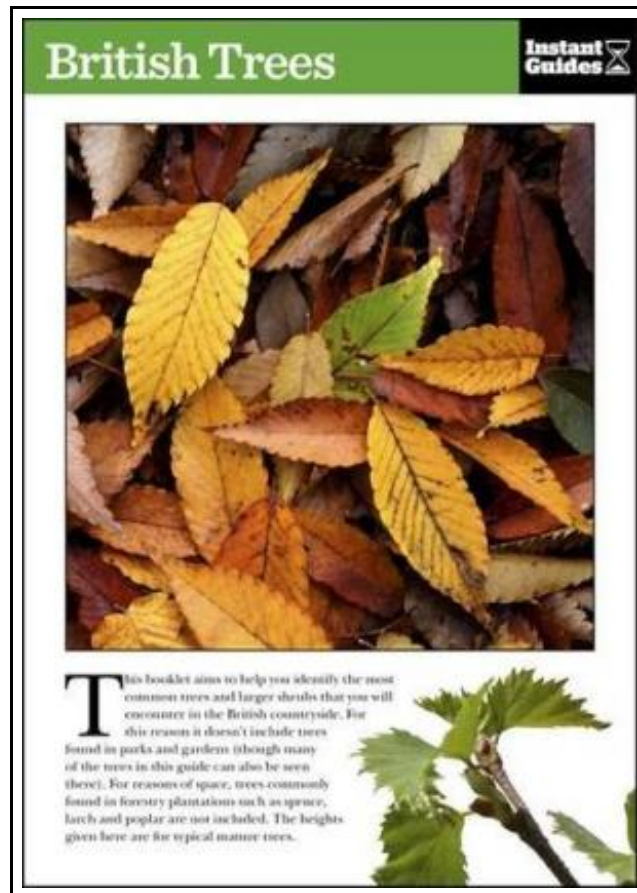 British Trees
Instant
Guides
This booklet aims to help you identify the most
common trees and larger shrubs that you will
encounter in the British countryside. For
this reason it doesn't include trees
found in parks and gardens (though many
of the trees in this guide can also be seen
there). For reasons of space, trees commonly
found in forestry plantations such as spruce,
larch and poplar are not included. The heights
given here are for typical mature trees.